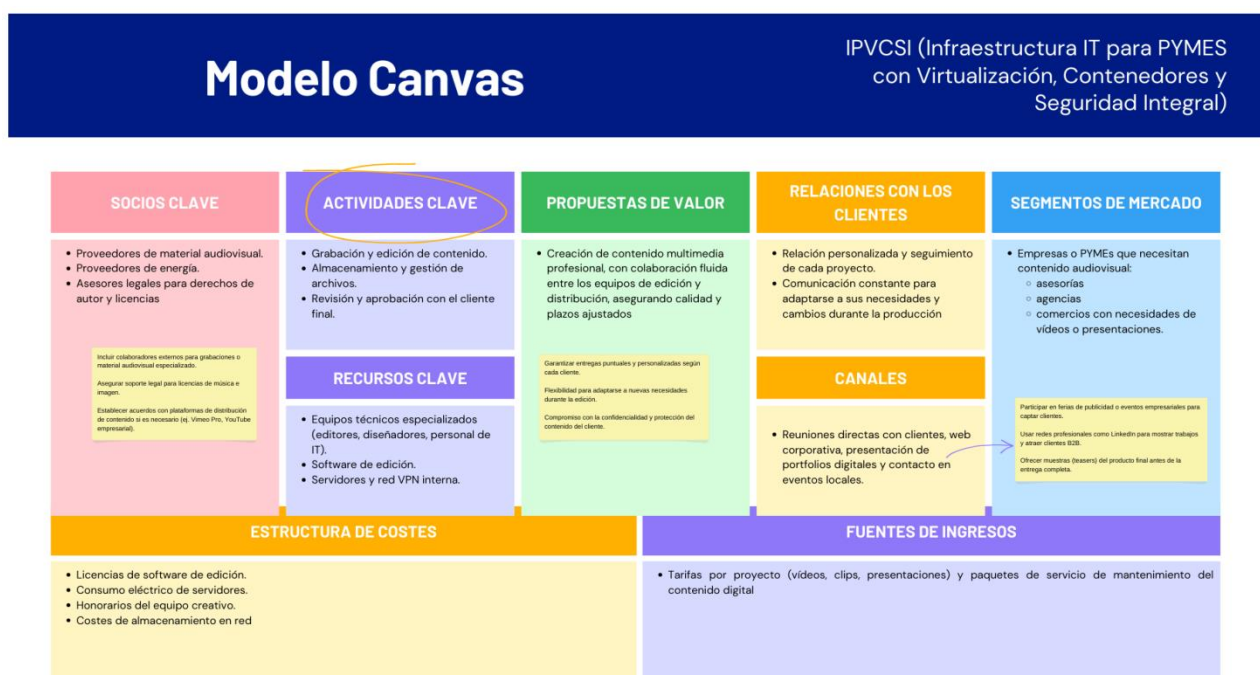 Modelo Canvas
IPVCSI (Infraestructura IT para PYMES
con Virtualización, Contenedores y
Seguridad Integral)
SOCIOS CLAVE
• Proveedores de material audiovisual.
• Proveedores de energía.
• Asesores legales para derechos de
autor y licencias
Incluir colaboradores externos para grabaciones o
material audiovisual especializado.
Asegurar soporte legal para licencias de música e
imagen.
Establecer acuerdos con plataformas de distribución
de contenido si es necesario (ej. Vimeo Pro, YouTube
empresarial).
ACTIVIDADES CLAVE
• Grabación y edición de contenido.
• Almacenamiento y gestión de
archivos.
• Revisión y aprobación con el cliente
final.
RECURSOS CLAVE
• Equipos técnicos especializados
(editores, diseñadores, personal de
IT).
• Software de edición.
• Servidores y red VPN interna.
PROPUESTAS DE VALOR
• Creación de contenido multimedia
profesional, con colaboración fluida
entre los equipos de edición y
distribución, asegurando calidad y
plazos ajustados
Garantizar entregas puntuales y personalizadas según
cada cliente.
Flexibilidad para adaptarse a nuevas necesidades
durante la edición.
Compromiso con la confidencialidad y protección del
contenido del cliente.
RELACIONES CON LOS
CLIENTES
• Relación personalizada y seguimiento
de cada proyecto.
• Comunicación constante para
adaptarse a sus necesidades y
cambios durante la producción
CANALES
• Reuniones directas con clientes, web
corporativa, presentación de
portfolios digitales y contacto en
eventos locales.
SEGMENTOS DE MERCADO
• Empresas o PYMEs que necesitan
contenido audiovisual:
○ asesorías
○ agencias
○ comercios con necesidades de
vídeos o presentaciones.
Participar en ferias de publicidad o eventos empresariales para
captar clientes.
Usar redes profesionales como LinkedIn para mostrar trabajos
y atraer clientes B2B.
Ofrecer muestras (teasers) del producto final antes de la
entrega completa.
ESTRUCTURA DE COSTES
• Licencias de software de edición.
• Consumo eléctrico de servidores.
• Honorarios del equipo creativo.
• Costes de almacenamiento en red
FUENTES DE INGRESOS
• Tarifas por proyecto (vídeos, clips, presentaciones) y paquetes de servicio de mantenimiento del
contenido digital